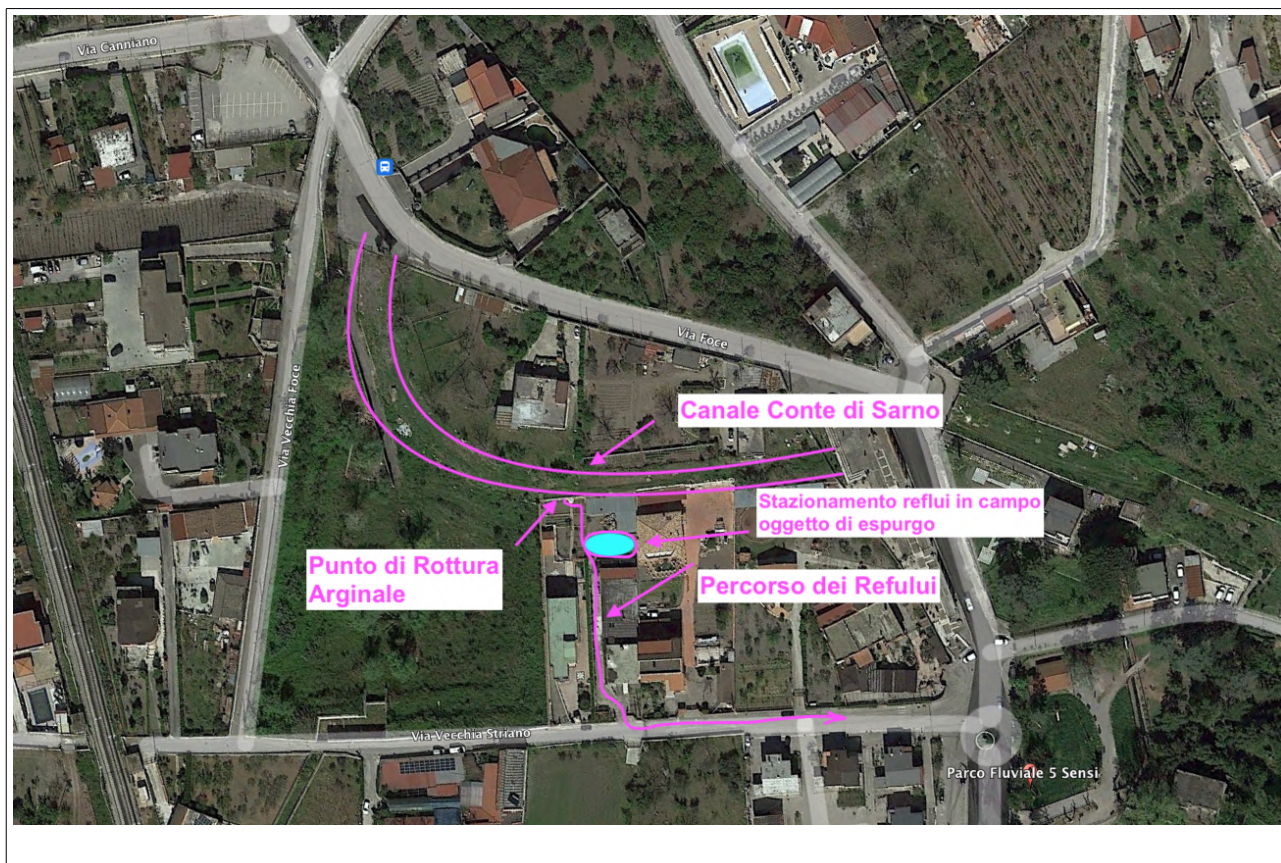 Via Canniano
Via Foce
Via Vecchia Foce
Canale Conte di Sarno
Stazionamento reflui in campo
oggetto di espurgo
Punto di Rottura
Arginale
Percorso dei Refului
Via Vecchia Striano
Parco Fluviale 5 Sensi